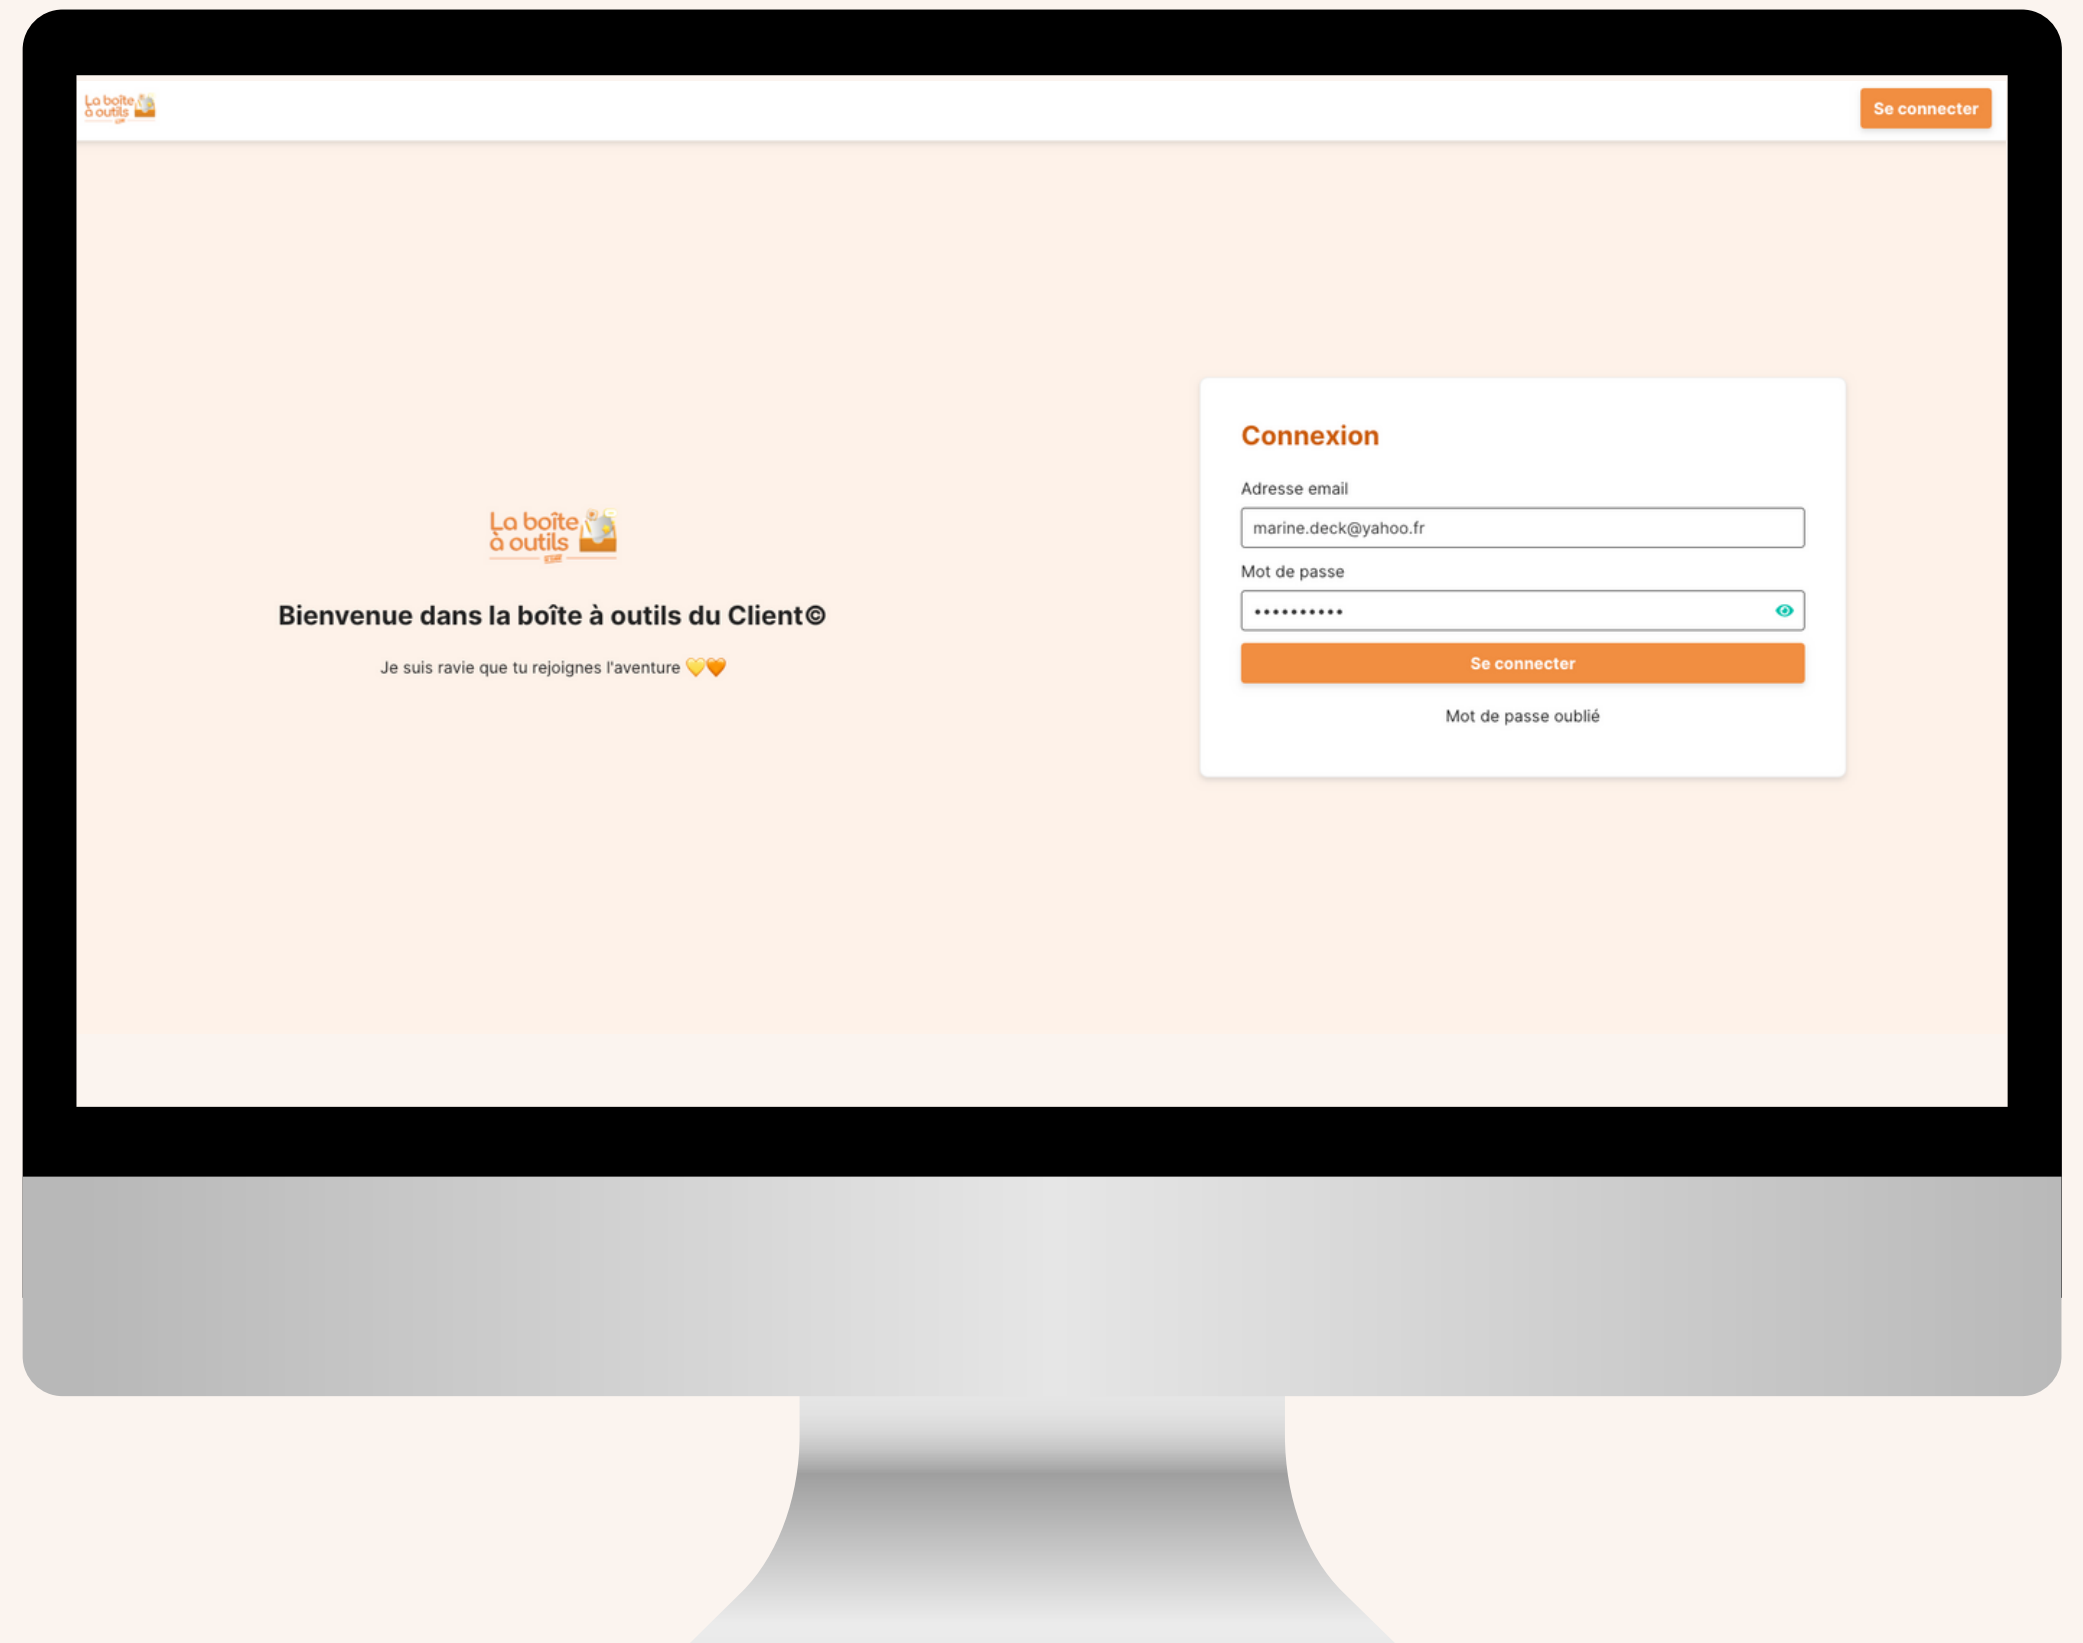 La boîte
à outils
Se connecter
La boîte
à outils
Bienvenue dans la boîte à outils du Client©
Je suis ravie que tu rejoignes l'aventure 💛🧡
Connexion
Adresse email
marine.deck@yahoo.fr
Mot de passe
••••••••••
Se connecter
Mot de passe oublié